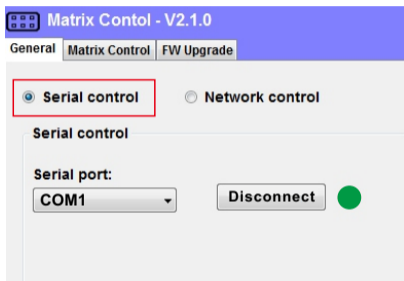 Matrix Contol - V2.1.0
General Matrix Control FW Upgrade
Serial control Network control
Serial control
Serial port:
COM1 Disconnect